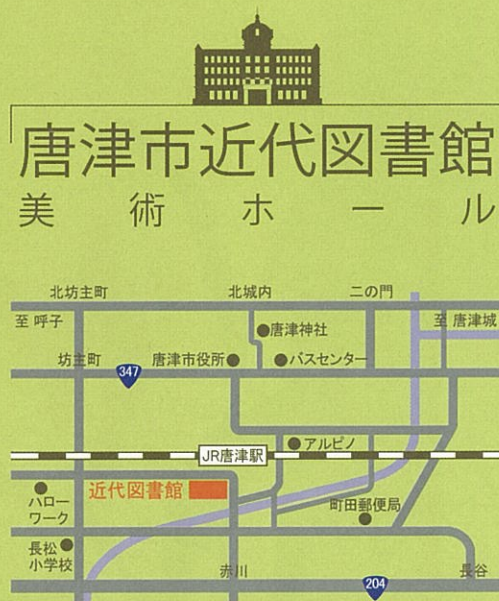 唐津市近代図書館
美術ホール
北坊主町
北城内
二の門
至 呼子
唐津神社
至 唐津城
坊主町
唐津市役所
バスセンター
347
アルピノ
JR唐津駅
ハロー
ワーク
近代図書館
町田郵便局
長松
小学校
赤川
長谷
204